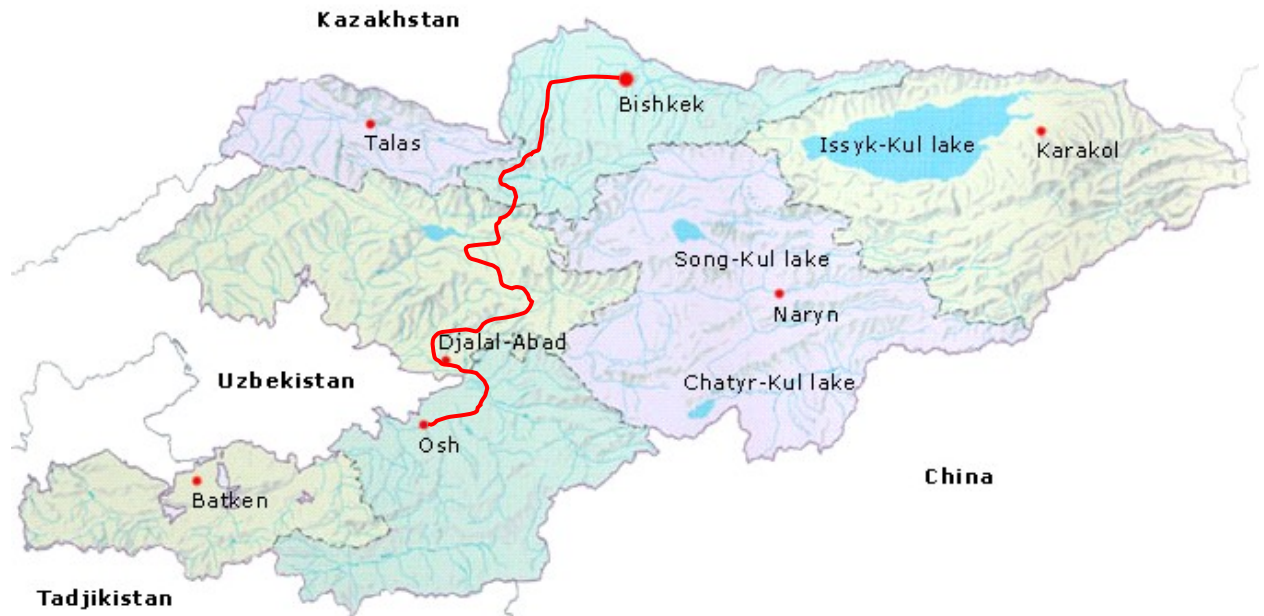 Kazakhstan
Bishkek
Talas
Issyk-Kul lake
Karakol
Song-Kul lake
Naryn
Djalal-Abad
Uzbekistan
Chatyr-Kul lake
Osh
China
Batken
Tadjikistan